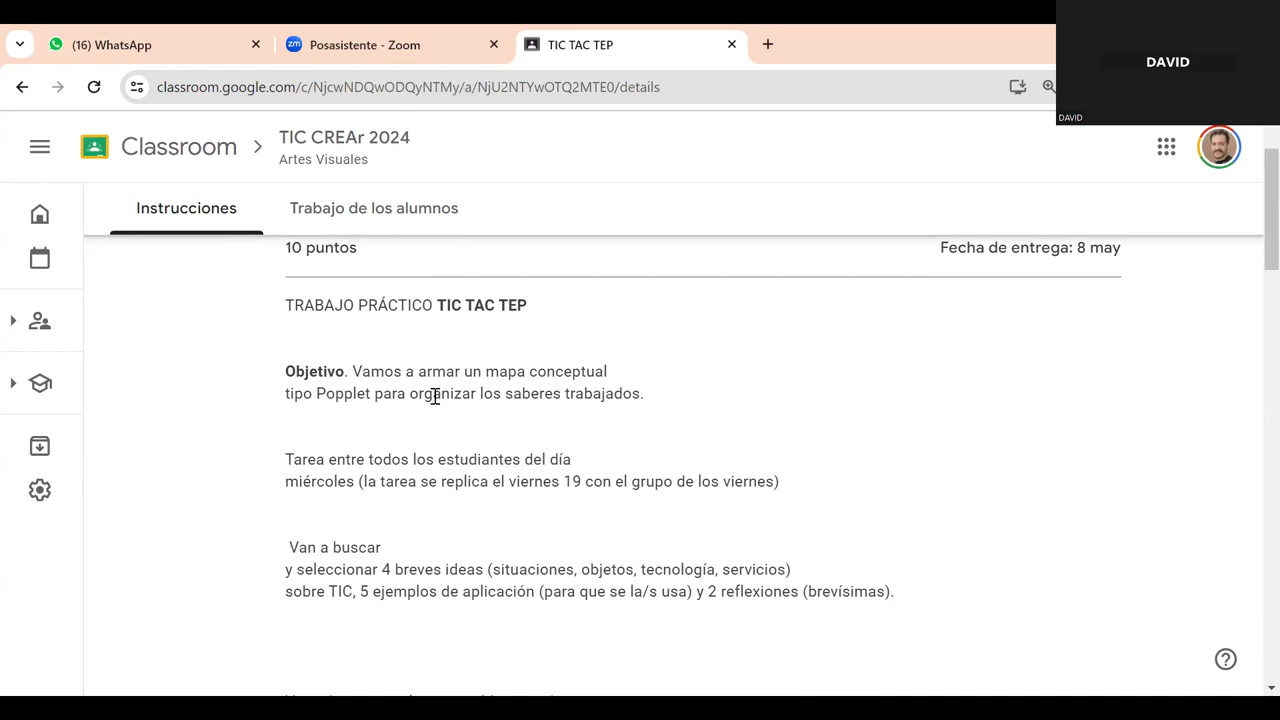 DAVID
DAVID
(16) WhatsApp
zm
Posasistente - Zoom
TIC TAC TEP
classroom.google.com/c/NjcwNDQwODQyNTMy/a/NjU2NTYwOTQ2MTE0/details
Classroom
TIC CREAr 2024
Artes Visuales
Instrucciones
Trabajo de los alumnos
10 puntos
Fecha de entrega: 8 may
TRABAJO PRÁCTICO TIC TAC TEP
Objetivo. Vamos a armar un mapa conceptual
tipo Popplet para organizar los saberes trabajados.
Tarea entre todos los estudiantes del día
miércoles (la tarea se replica el viernes 19 con el grupo de los viernes)
Van a buscar
y seleccionar 4 breves ideas (situaciones, objetos, tecnología, servicios)
sobre TIC, 5 ejemplos de aplicación (para que se la/s usa) y 2 reflexiones (brevísimas).